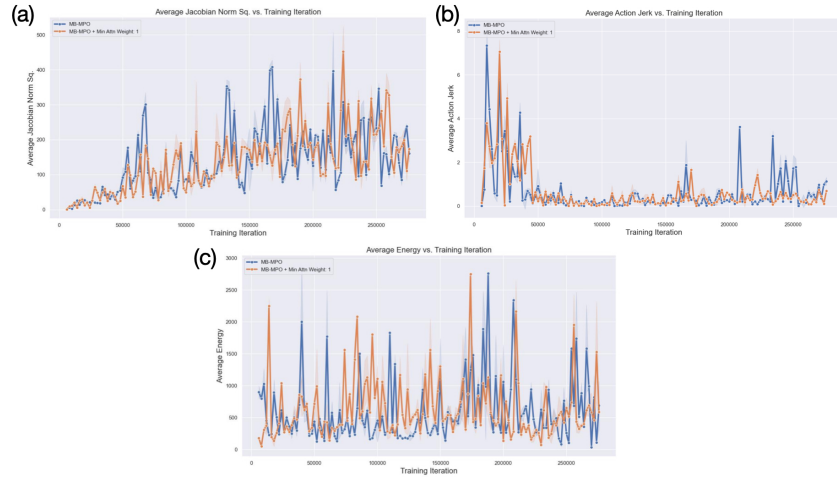 (a)
Average Jacobian Norm Sq. vs. Training Iteration
MB-MPO
MB-MPO + Min Attn Weight: 1
Average Jacobian Norm Sq.
500
400
300
200
100
0
0
50000
100000
150000
200000
250000
Training Iteration
(b)
Average Action Jerk vs. Training Iteration
MB-MPO
MB-MPO + Min Attn Weight: 1
Average Action Jerk
8
6
4
2
0
0
50000
100000
150000
200000
250000
Training Iteration
(c)
Average Energy vs. Training Iteration
MB-MPO
MB-MPO + Min Attn Weight: 1
Average Energy
3000
2500
2000
1500
1000
500
0
0
50000
100000
150000
200000
250000
Training Iteration